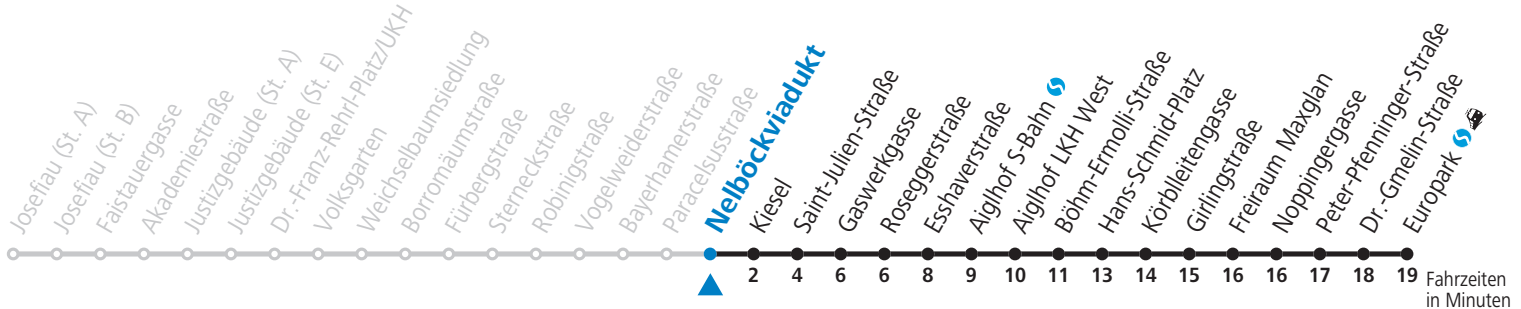 Josefiau (St. A)
Josefiau (St. B)
Faistauergasse
Akademiestraße
Justizgebäude (St. A)
Justizgebäude (St. E)
Dr.-Franz-Rehrl-Platz/UKH
Volksgarten
Weichselbaumsiedlung
Borromäumstraße
Fürbergstraße
Sterneckstraße
Robinigstraße
Vogelweiderstraße
Bayerhamerstraße
Paracelsusstraße
Nelböckviadukt
Kiesel
Saint-Julien-Straße
Gaswerkgasse
Roseggerstraße
Esshaverstraße
Aiglhof S-Bahn
Aiglhof LKH West
Böhm-Ermolli-Straße
Hans-Schmid-Platz
Körblleitengasse
Girlingstraße
Freiraum Maxglan
Noppingergasse
Peter-Pfenninger-Straße
Dr.-Gmelin-Straße
Europark
2 4 6 6 8 9 10 11 13 14 15 16 16 17 18 19
Fahrzeiten
in Minuten